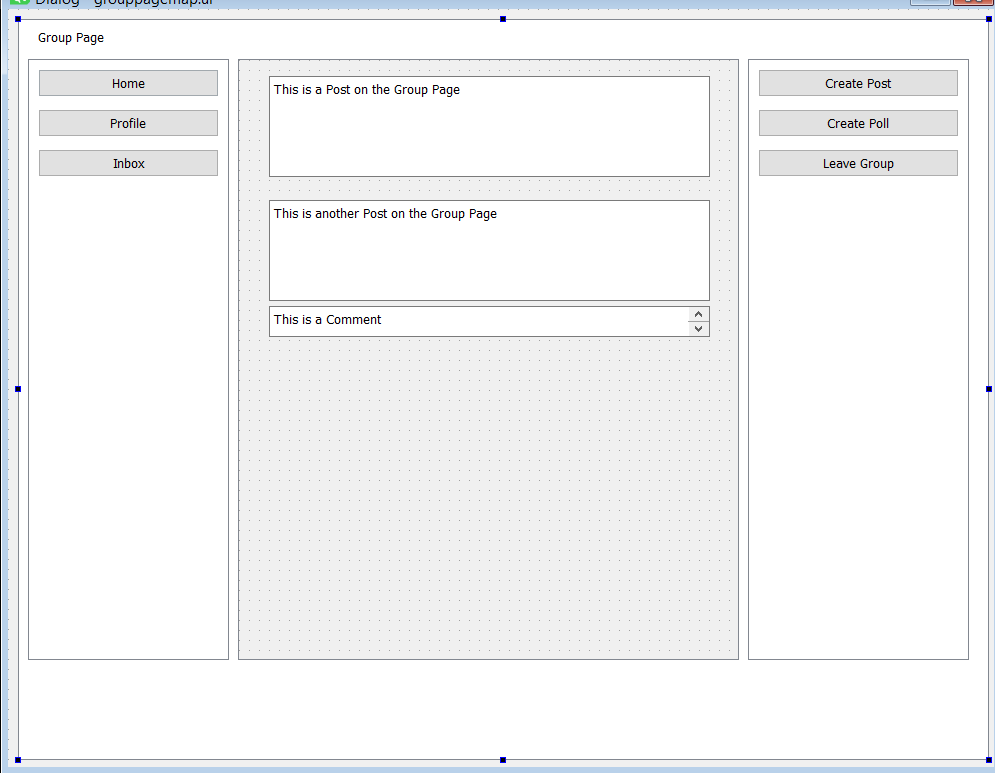 Dialog - grouppagemap.ui
Group Page
Home
Profile
Inbox
This is a Post on the Group Page
This is another Post on the Group Page
This is a Comment
Create Post
Create Poll
Leave Group